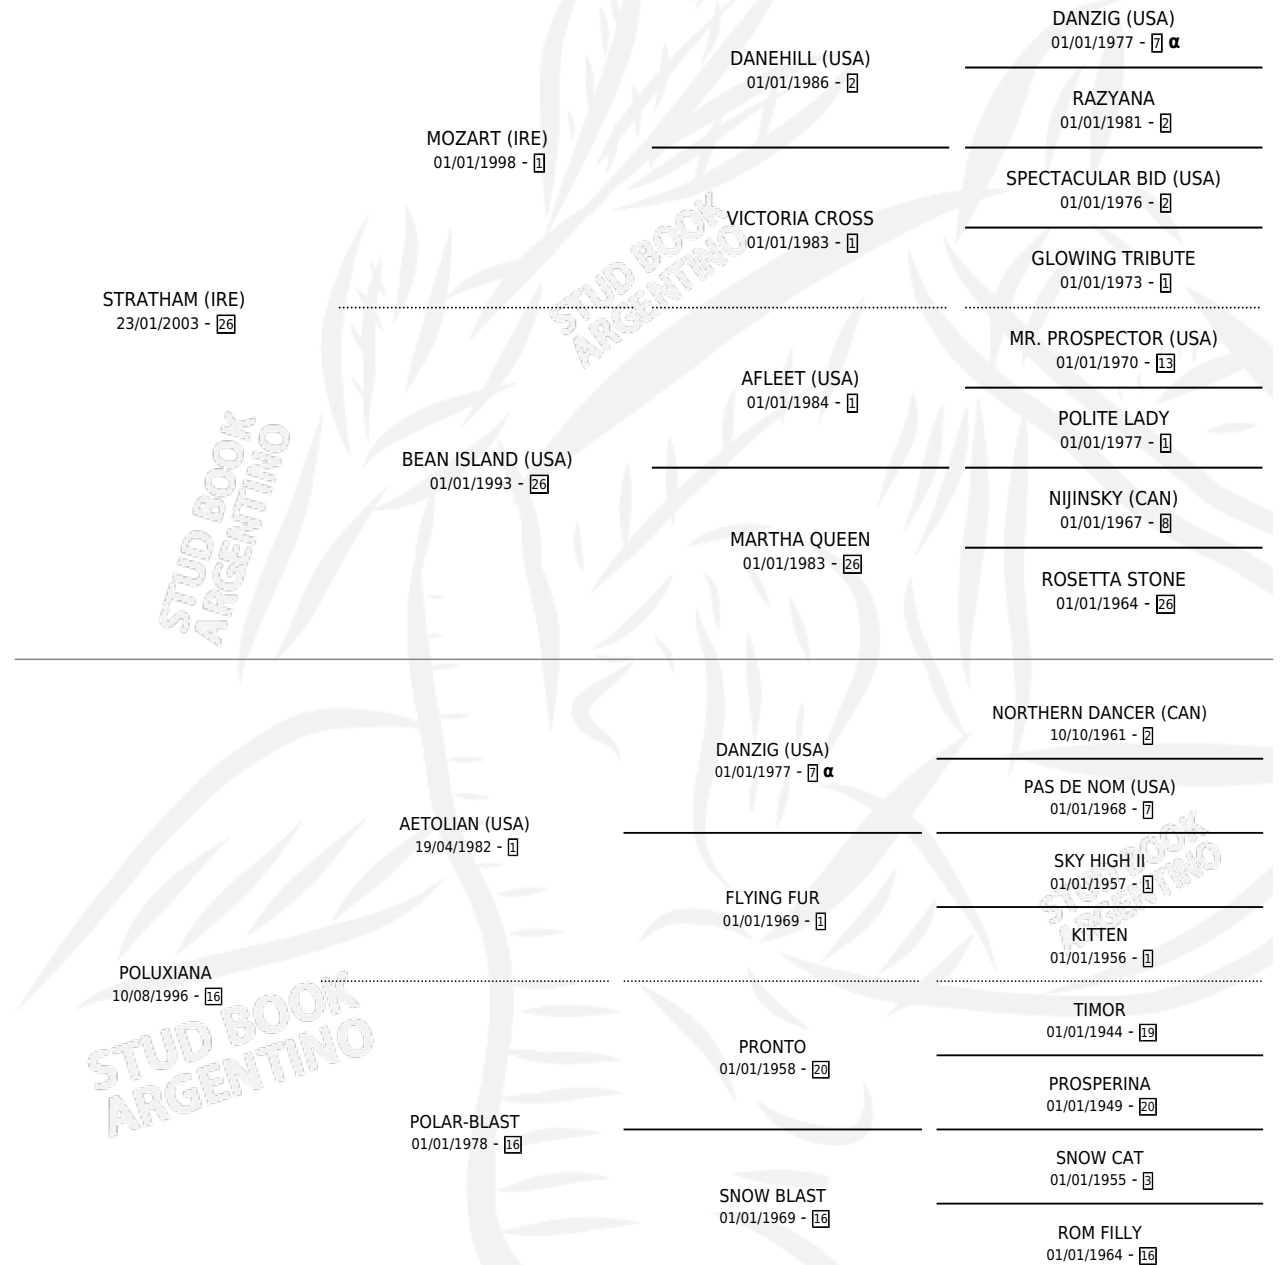 DANZIG (USA)
01/01/1977 - 7 α
DANEHILL (USA)
01/01/1986 - 2
RAZYANA
01/01/1981 - 2
MOZART (IRE)
01/01/1998 - 1
SPECTACULAR BID (USA)
01/01/1976 - 2
VICTORIA CROSS
01/01/1983 - 1
GLOWING TRIBUTE
01/01/1973 - 1
STRATHAM (IRE)
23/01/2003 - 26
MR. PROSPECTOR (USA)
01/01/1970 - 13
AFLEET (USA)
01/01/1984 - 1
POLITE LADY
01/01/1977 - 1
BEAN ISLAND (USA)
01/01/1993 - 26
NIJINSKY (CAN)
01/01/1967 - 8
MARTHA QUEEN
01/01/1983 - 26
ROSETTA STONE
01/01/1964 - 26
NORTHERN DANCER (CAN)
10/10/1961 - 2
DANZIG (USA)
01/01/1977 - 7 α
PAS DE NOM (USA)
01/01/1968 - 7
AETOLIAN (USA)
19/04/1982 - 1
SKY HIGH II
01/01/1957 - 1
FLYING FUR
01/01/1969 - 1
KITTEN
01/01/1956 - 1
POLUXIANA
10/08/1996 - 16
TIMOR
01/01/1944 - 19
PRONTO
01/01/1958 - 20
PROSPERINA
01/01/1949 - 20
POLAR-BLAST
01/01/1978 - 16
SNOW CAT
01/01/1955 - 3
SNOW BLAST
01/01/1969 - 16
ROM FILLY
01/01/1964 - 16
STUD BOOK
ARGENTINO
STUD BOOK
ARGENTINO
STUD BOOK
ARGENTINO
STUD BOOK
ARGENTINO